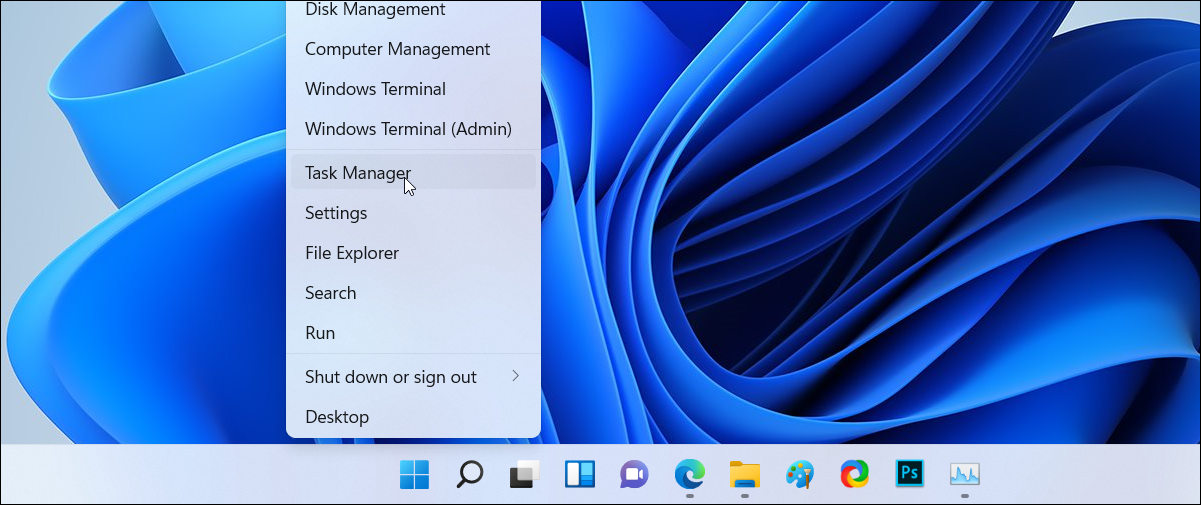 Disk Management
Computer Management
Windows Terminal
Windows Terminal (Admin)
Task Manager
Settings
File Explorer
Search
Run
Shut down or sign out
Desktop
Ps